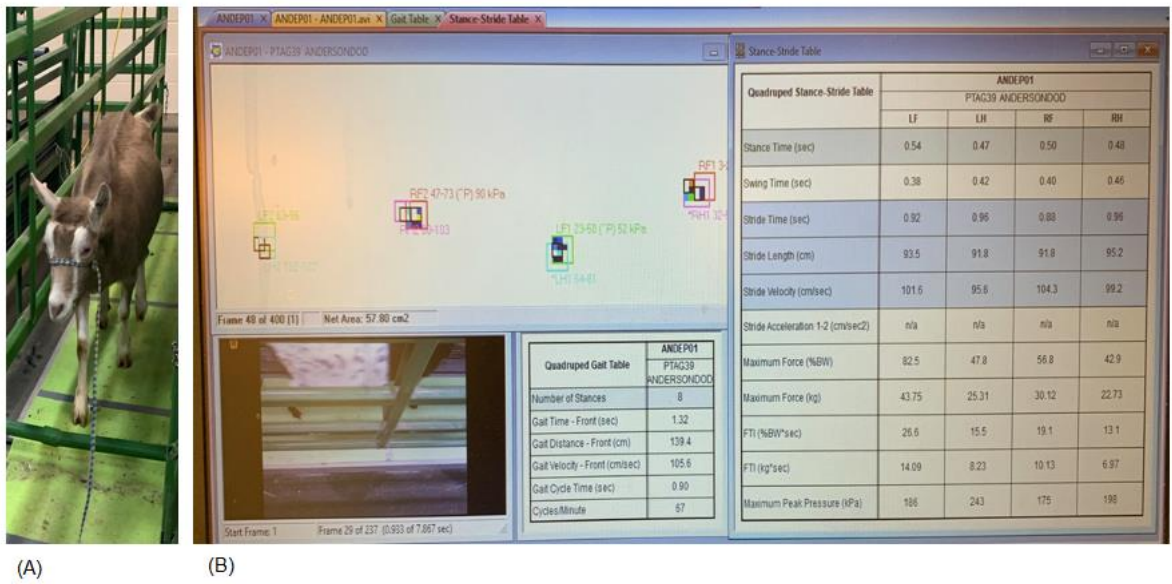 ANDEP01 × ANDEP01 - ANDEP01.avi × Gait Table × Stance-Stride Table ×
ANDEP01 - PTAG39 ANDERSONDOD
RF1 3-
RF2 47-73 (^P) 90 kPa
*RH1 32-
LF2 63-
LF1 23-50 (^P) 52 kPa
*LH1 54-81
Frame 48 of 400 [1] Net Area: 57.80 cm2
Start Frame: 1 Frame 29 of 237 (0.933 of 7.867 sec)
Quadruped Gait Table ANDEP01
PTAG39
ANDERSONDOD
Number of Stances 8
Gait Time - Front (sec) 1.32
Gait Distance - Front (cm) 139.4
Gait Velocity - Front (cm/sec) 105.6
Gait Cycle Time (sec) 0.90
Cycles/Minute 67
Stance-Stride Table
Quadruped Stance-Stride Table ANDEP01
PTAG39 ANDERSONDOD
LF LH RF RH
Stance Time (sec) 0.54 0.47 0.50 0.48
Swing Time (sec) 0.38 0.42 0.40 0.46
Stride Time (sec) 0.92 0.96 0.88 0.96
Stride Length (cm) 93.5 91.8 91.8 95.2
Stride Velocity (cm/sec) 101.6 95.6 104.3 99.2
Stride Acceleration 1-2 (cm/sec2) n/a n/a n/a n/a
Maximum Force (%BW) 82.5 47.8 56.8 42.9
Maximum Force (kg) 43.75 25.31 30.12 22.73
FTI (%BW*sec) 26.6 15.5 19.1 13.1
FTI (kg*sec) 14.09 8.23 10.13 6.97
Maximum Peak Pressure (kPa) 186 243 175 198
(A)
(B)